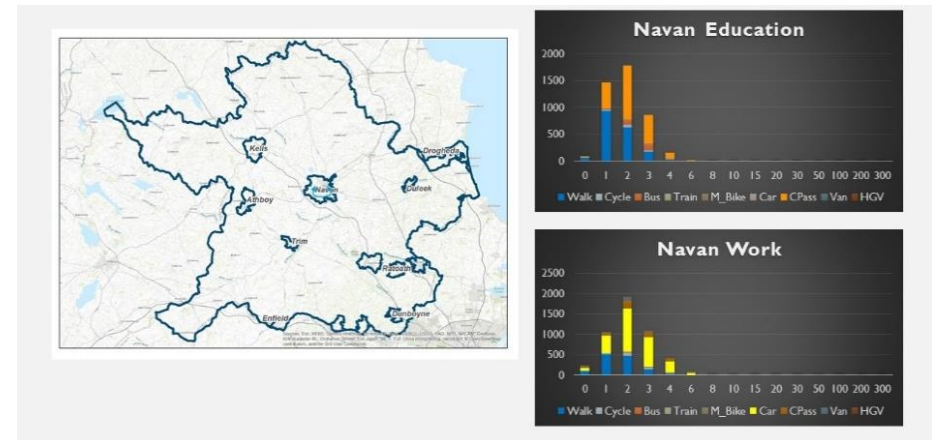 Kells
Drogheda
Navan
Duleek
Athboy
Trim
Ratoath
Dunboyne
Enfield
Navan Education
2000
1500
1000
500
0
0 1 2 3 4 6 8 10 15 20 30 50 100 200 300
Walk Cycle Bus Train M_Bike Car CPass Van HGV
Navan Work
2500
2000
1500
1000
500
0
0 1 2 3 4 6 8 10 15 20 30 50 100 200 300
Walk Cycle Bus Train M_Bike Car CPass Van HGV